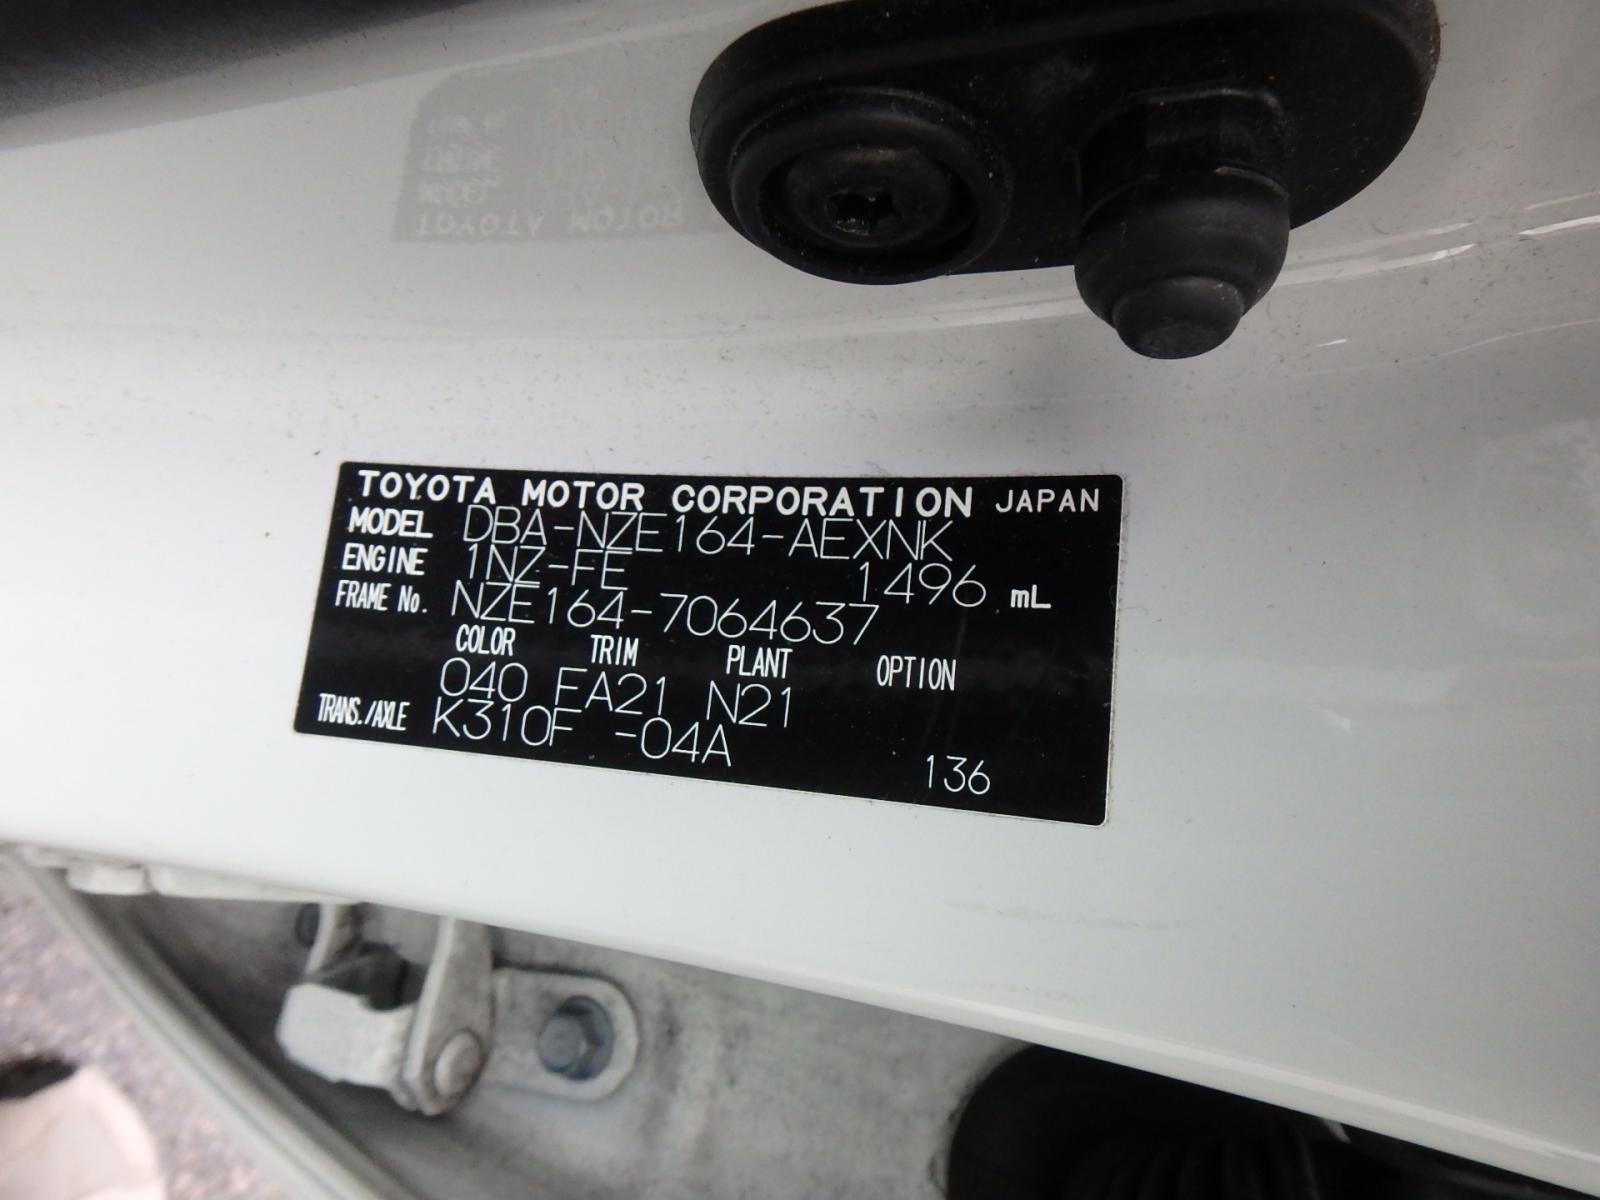 TOYOTA MOTOR CORPORATION JAPAN
MODEL DBA-NZE164-AEXNK
ENGINE 1NZ-FE 1496 mL
FRAME No. NZE164-7064637
COLOR TRIM PLANT OPTION
040 EA21 N21
TRANS./AXLE K310F -04A
136